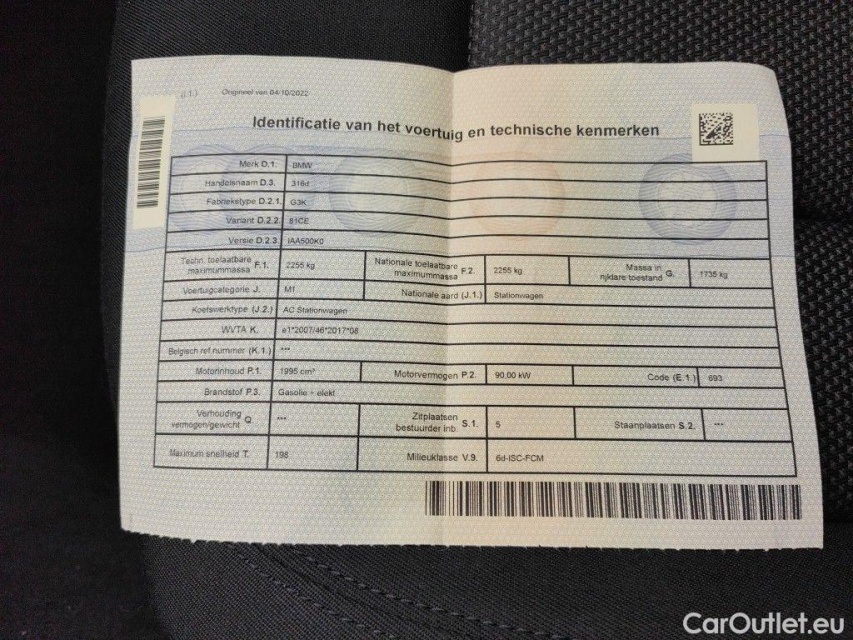 (J.1.) Origineel van 04/10/2022
Identificatie van het voertuig en technische kenmerken
Merk D.1. BMW
Handelsnaam D.3. 318d
Fabriekstype D.2.1. G3K
Variant D.2.2. 81CE
Versie D.2.3. IAA500K0
Techn. toelaatbare maximummassa F.1. 2255 kg Nationale toelaatbare maximummassa F.2. 2255 kg Massa in rijklare toestand G. 1735 kg
Voertuigcategorie J. M1 Nationale aard (J.1.) Stationwagen
Koetswerktype (J.2.) AC Stationwagen
WVTA K. e1*2007/46*2017*08
Belgisch ref nummer (K.1.) ***
Motorinhoud P.1. 1995 cm³ Motorvermogen P.2. 90,00 kW Code (E.1.) 693
Brandstof P.3. Gasolie - elekt
Verhouding vermogen/gewicht Q *** Zitplaatsen bestuurder inb. S.1. 5 Staanplaatsen S.2. ***
Maximum snelheid T. 198 Milieuklasse V.9. 6d-ISC-FCM
CarOutlet.eu